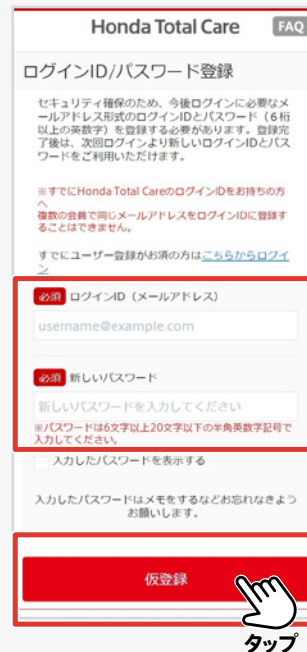 Honda Total Care FAQ
ログインID/パスワード登録
セキュリティ確保のため、今後ログインに必要なメ
ールアドレス形式のログインIDとパスワード（6桁
以上の英数字）を登録する必要があります。登録完
了後は、次回ログインより新しいログインIDとパス
ワードをご利用いただけます。
※すでにHonda Total CareのログインIDをお持ちの方
へ
複数の会員で同じメールアドレスをログインIDに登録す
ることはできません。
すでにユーザー登録がお済の方はこちらからログイ
ン
必須 ログインID（メールアドレス）
username@example.com
必須 新しいパスワード
新しいパスワードを入力してください
※パスワードは6文字以上20文字以下の半角英数字記号で
入力してください。
入力したパスワードを表示する
入力したパスワードはメモをするなどお忘れなきよう
お願いします。
仮登録
タップ